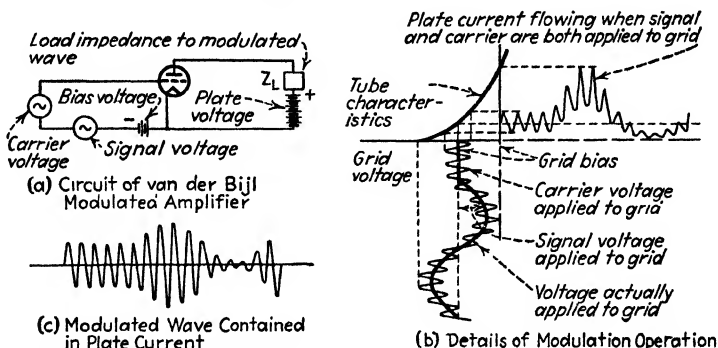 Load impedance to modulated
wave
Z_L
+
Bias voltage,
Plate
voltage
-
Carrier
voltage
Signal voltage
(a) Circuit of van der Bijl
Modulated Amplifier
(c) Modulated Wave Contained
in Plate Current
Plate current flowing when signal
and carrier are both applied to grid
Tube
character-
istics
Grid
voltage
Grid bias
Carrier voltage
applied to grid
Signal voltage
applied to grid
Voltage actually
applied to grid
(b) Details of Modulation Operation